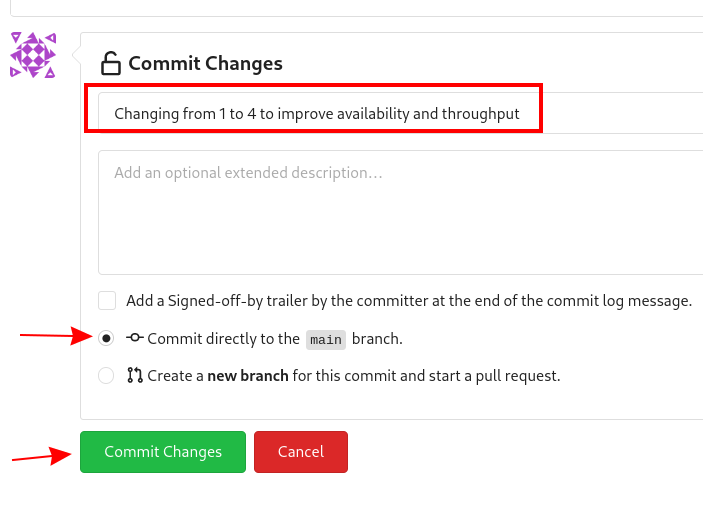 Commit Changes
Changing from 1 to 4 to improve availability and throughput
Add an optional extended description...
Add a Signed-off-by trailer by the committer at the end of the commit log message.
Commit directly to the main branch.
Create a new branch for this commit and start a pull request.
Commit Changes Cancel